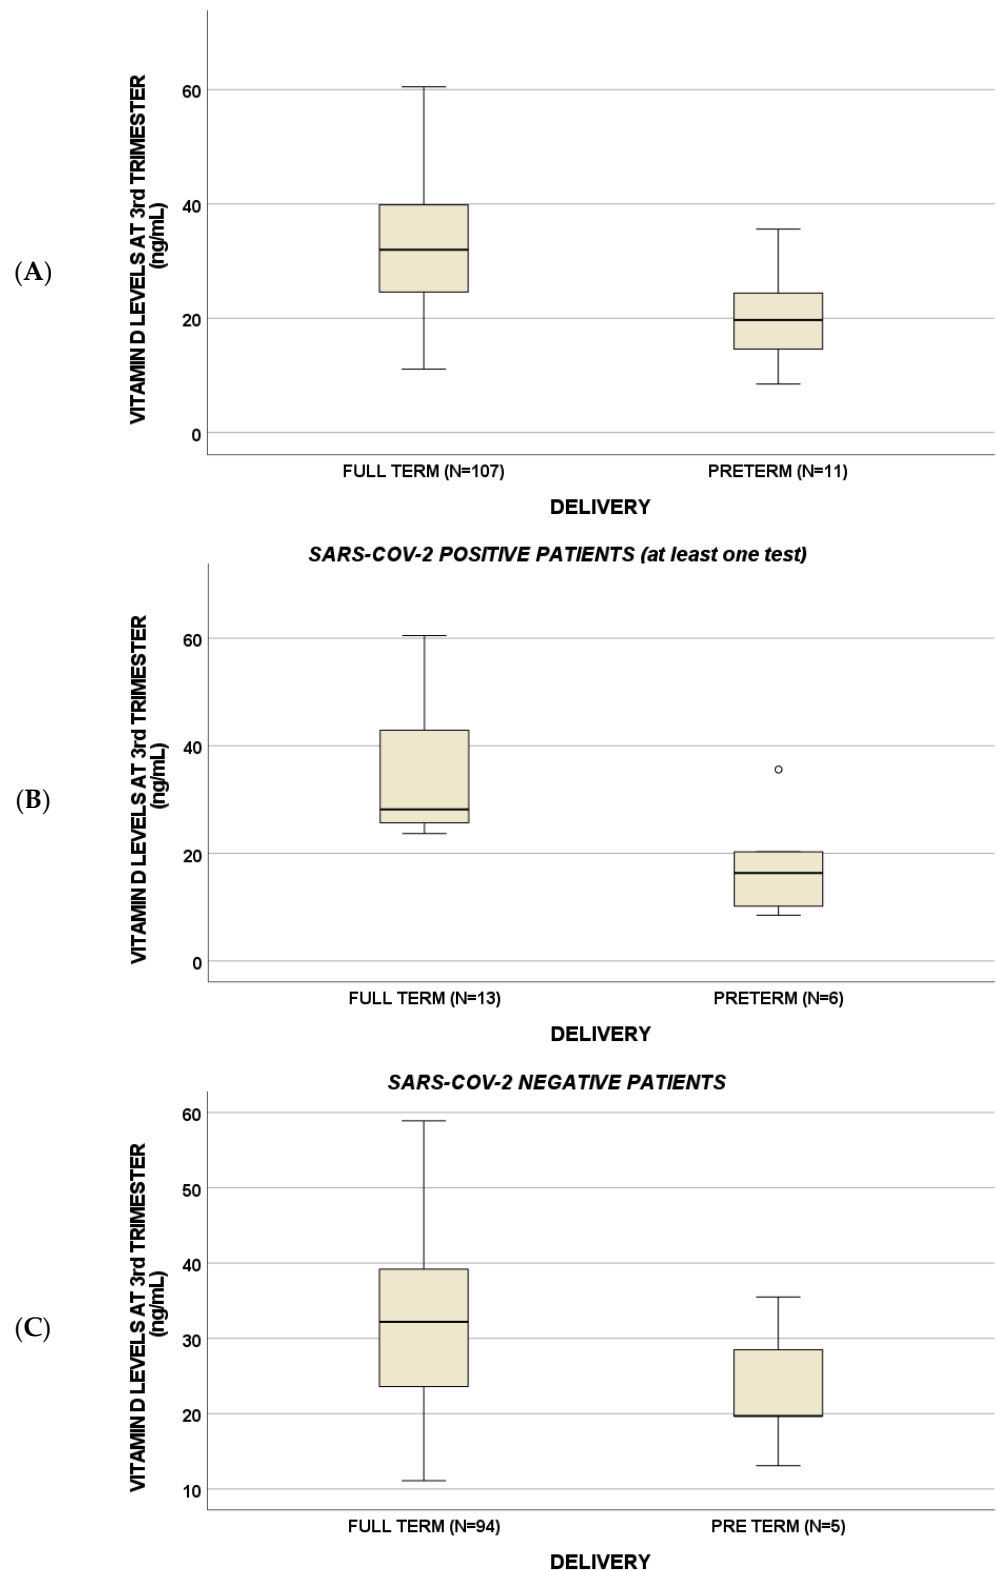 (A)
VITAMIN D LEVELS AT 3rd TRIMESTER
(ng/mL)
60
40
20
0
FULL TERM (N=107) PRETERM (N=11)
DELIVERY
SARS-COV-2 POSITIVE PATIENTS (at least one test)
(B)
VITAMIN D LEVELS AT 3rd TRIMESTER
(ng/mL)
60
40
20
0
FULL TERM (N=13) PRETERM (N=6)
DELIVERY
SARS-COV-2 NEGATIVE PATIENTS
(C)
VITAMIN D LEVELS AT 3rd TRIMESTER
(ng/mL)
60
50
40
30
20
10
FULL TERM (N=94) PRE TERM (N=5)
DELIVERY